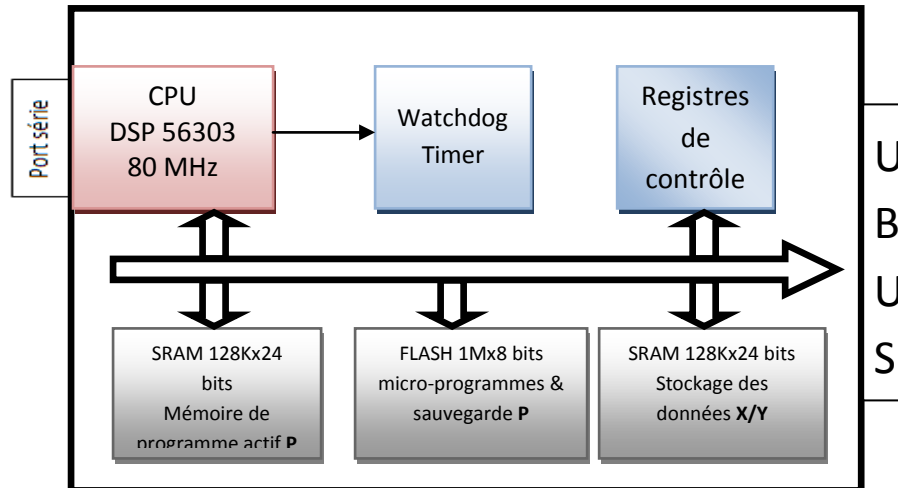 Port série
CPU
DSP 56303
80 MHz
Watchdog
Timer
Registres
de
contrôle
U
B
U
S
SRAM 128Kx24
bits
Mémoire de
programme actif P
FLASH 1Mx8 bits
micro-programmes &
sauvegarde P
SRAM 128Kx24 bits
Stockage des
données X/Y